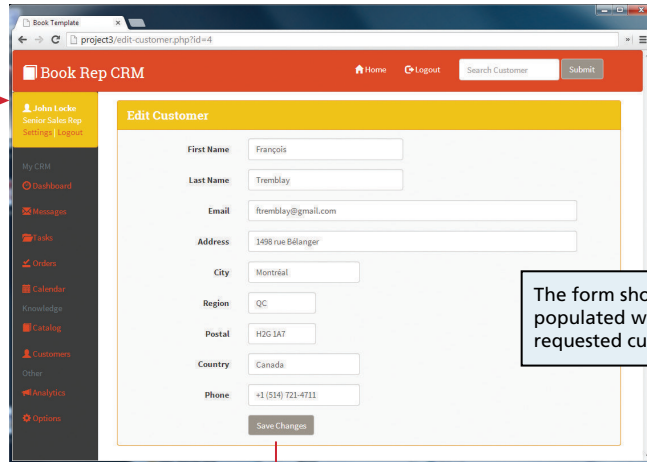 Book Template
project3/edit-customer.php?id=4
Book Rep CRM
Home Logout Search Customer Submit
John Locke
Senior Sales Rep
Settings | Logout
My CRM
Dashboard
Messages
Tasks
Orders
Calendar
Knowledge
Catalog
Customers
Other
Analytics
Options
Edit Customer
First Name François
Last Name Tremblay
Email ftremblay@gmail.com
Address 1498 rue Bélanger
City Montréal
Region QC
Postal H2G 1A7
Country Canada
Phone +1 (514) 721-4711
Save Changes
The form sho
populated w
requested cu